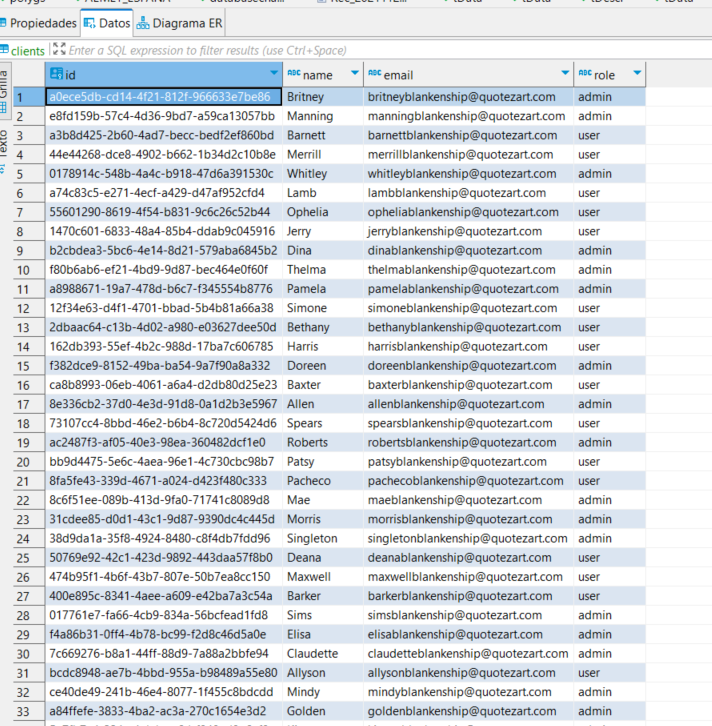 Propiedades Datos Diagrama ER
clients Enter a SQL expression to filter results (use Ctrl+Space)
Grilla
Texto
id name email role
1 a0ece5db-cd14-4f21-812f-966633e7be86 Britney britneyblankenship@quotezart.com admin
2 e8fd159b-57c4-4d36-9bd7-a59ca13057bb Manning manningblankenship@quotezart.com admin
3 a3b8d425-2b60-4ad7-becc-bedf2ef860bd Barnett barnettblankenship@quotezart.com user
4 44e44268-dce8-4902-b662-1b34d2c10b8e Merrill merrillblankenship@quotezart.com user
5 0178914c-548b-4a4c-b918-47d6a391530c Whitley whitleyblankenship@quotezart.com admin
6 a74c83c5-e271-4ecf-a429-d47af952cfd4 Lamb lambblankenship@quotezart.com user
7 55601290-8619-4f54-b831-9c6c26c52b44 Ophelia opheliablankenship@quotezart.com user
8 1470c601-6833-48a4-85b4-ddab9c045916 Jerry jerryblankenship@quotezart.com user
9 b2cbdea3-5bc6-4e14-8d21-579aba6845b2 Dina dinablankenship@quotezart.com admin
10 f80b6ab6-ef21-4bd9-9d87-bec464e0f60f Thelma thelmablankenship@quotezart.com admin
11 a8988671-19a7-478d-b6c7-f345554b8776 Pamela pamelablankenship@quotezart.com admin
12 12f34e63-d4f1-4701-bbad-5b4b81a66a38 Simone simoneblankenship@quotezart.com user
13 2dbaac64-c13b-4d02-a980-e03627dee50d Bethany bethanyblankenship@quotezart.com user
14 162db393-55ef-4b2c-988d-17ba7c606785 Harris harrisblankenship@quotezart.com user
15 f382dce9-8152-49ba-ba54-9a7f90a8a332 Doreen doreenblankenship@quotezart.com admin
16 ca8b8993-06eb-4061-a6a4-d2db80d25e23 Baxter baxterblankenship@quotezart.com user
17 8e336cb2-37d0-4e3d-91d8-0a1d2b3e5967 Allen allenblankenship@quotezart.com admin
18 73107cc4-8bbd-46e2-b6b4-8c720d5424d6 Spears spearsblankenship@quotezart.com user
19 ac2487f3-af05-40e3-98ea-360482dcf1e0 Roberts robertsblankenship@quotezart.com admin
20 bb9d4475-5e6c-4aea-96e1-4c730cbc98b7 Patsy patsyblankenship@quotezart.com user
21 8fa5fe43-339d-4671-a024-d423f480c333 Pacheco pachecoblankenship@quotezart.com user
22 8c6f51ee-089b-413d-9fa0-71741c8089d8 Mae maeblankenship@quotezart.com admin
23 31cdee85-d0d1-43c1-9d87-9390dc4c445d Morris morrisblankenship@quotezart.com admin
24 38d9da1a-35f8-4924-8480-c8f4db7fdd96 Singleton singletonblankenship@quotezart.com admin
25 50769e92-42c1-423d-9892-443daa57f8b0 Deana deanablankenship@quotezart.com user
26 474b95f1-4b6f-43b7-807e-50b7ea8cc150 Maxwell maxwellblankenship@quotezart.com user
27 400e895c-8341-4aee-a609-e42ba7a3c54a Barker barkerblankenship@quotezart.com user
28 017761e7-fa66-4cb9-834a-56bcfead1fd8 Sims simsblankenship@quotezart.com admin
29 f4a86b31-0ff4-4b78-bc99-f2d8c46d5a0e Elisa elisablankenship@quotezart.com admin
30 7c669276-b8a1-44ff-88d9-7a88a2bbfe94 Claudette claudetteblankenship@quotezart.com admin
31 bcdc8948-ae7b-4bbd-955a-b98489a55e80 Allyson allysonblankenship@quotezart.com user
32 ce40de49-241b-46e4-8077-1f455c8bdcdd Mindy mindyblankenship@quotezart.com admin
33 a84ffefe-3833-4ba2-ac3a-270c1654e3d2 Golden goldenblankenship@quotezart.com admin